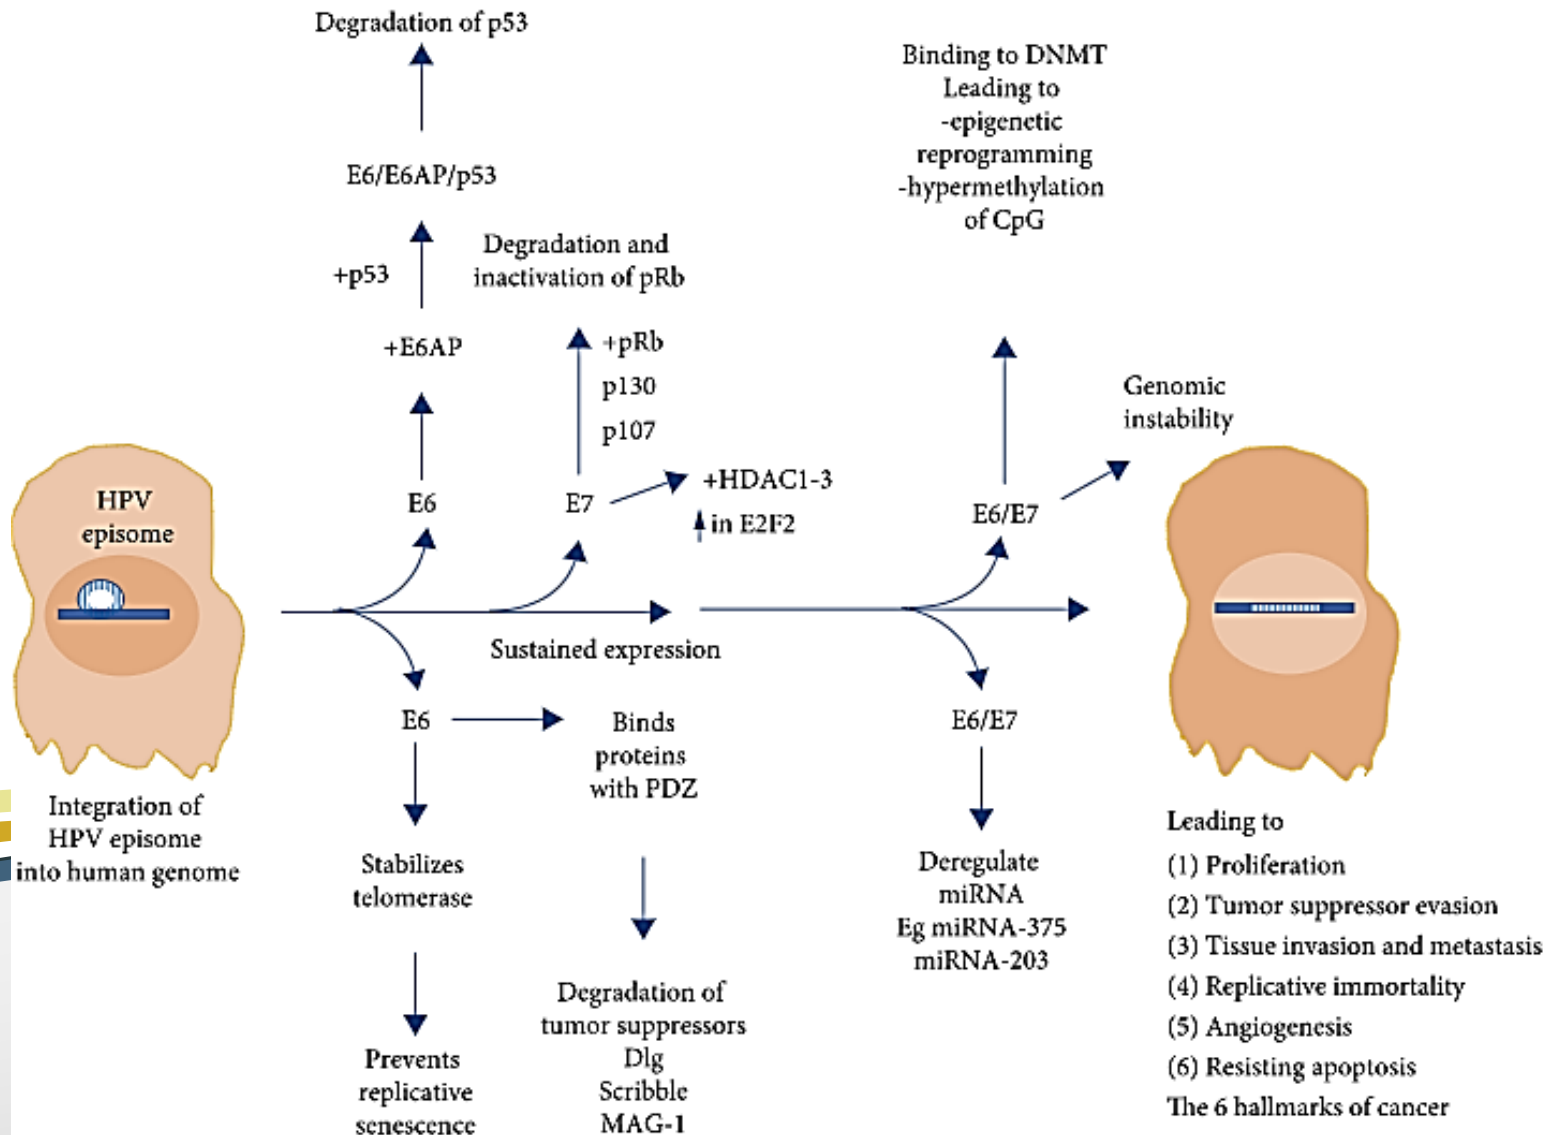 Degradation of p53
E6/E6AP/p53
+p53
+E6AP
E6
Degradation and
inactivation of pRb
+pRb
p130
p107
E7
+HDAC1-3
in E2F2
Binding to DNMT
Leading to
-epigenetic
reprogramming
-hypermethylation
of CpG
Genomic
instability
E6/E7
HPV
episome
Integration of
HPV episome
into human genome
Sustained expression
E6
Binds
proteins
with PDZ
Stabilizes
telomerase
Prevents
replicative
senescence
Degradation of
tumor suppressors
Dlg
Scribble
MAG-1
E6/E7
Deregulate
miRNA
Eg miRNA-375
miRNA-203
Leading to
(1) Proliferation
(2) Tumor suppressor evasion
(3) Tissue invasion and metastasis
(4) Replicative immortality
(5) Angiogenesis
(6) Resisting apoptosis
The 6 hallmarks of cancer